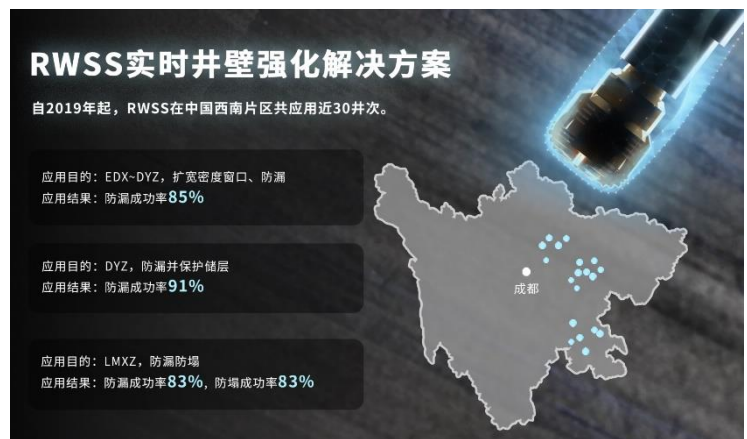 RWSS实时井壁强化解决方案
自2019年起，RWSS在中国西南片区共应用近30井次。
应用目的：EDX~DYZ，扩宽密度窗口、防漏
应用结果：防漏成功率85%
应用目的：DYZ，防漏并保护储层
应用结果：防漏成功率91%
应用目的：LMXZ，防漏防塌
应用结果：防漏成功率83%，防塌成功率83%
成都